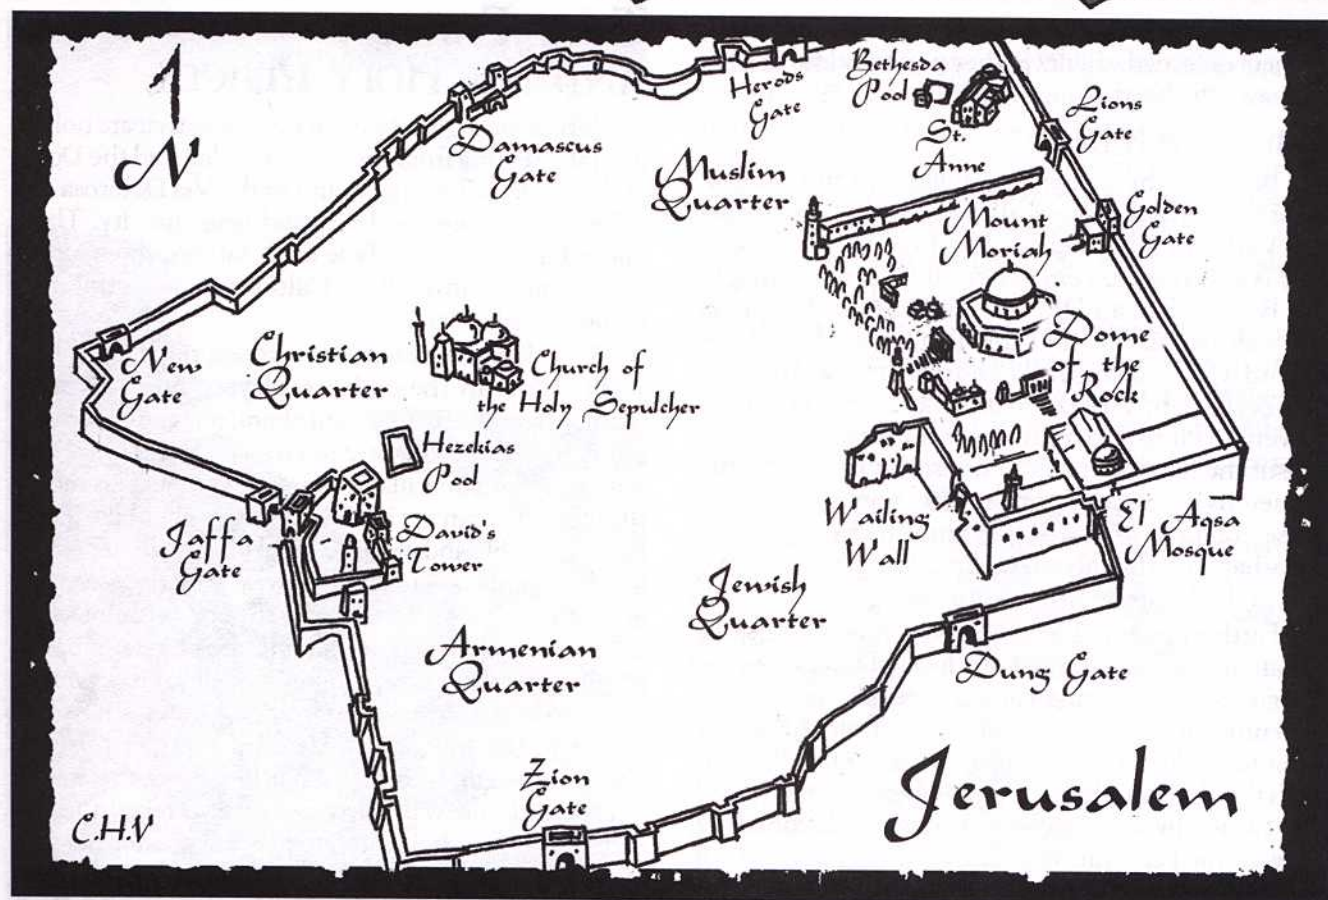 N
Damascus
Gate
Herods
Gate
Bethesda
Pool
St.
Anne
Lions
Gate
Muslim
Quarter
Mount
Moriah
Golden
Gate
New
Gate
Christian
Quarter
Church of
the Holy Sepulcher
Dome
of the
Rock
Hezekias
Pool
Jaffa
Gate
David's
Tower
Wailing
Wall
El Aqsa
Mosque
Jewish
Quarter
Armenian
Quarter
Dung Gate
Zion
Gate
Jerusalem
C.H.V